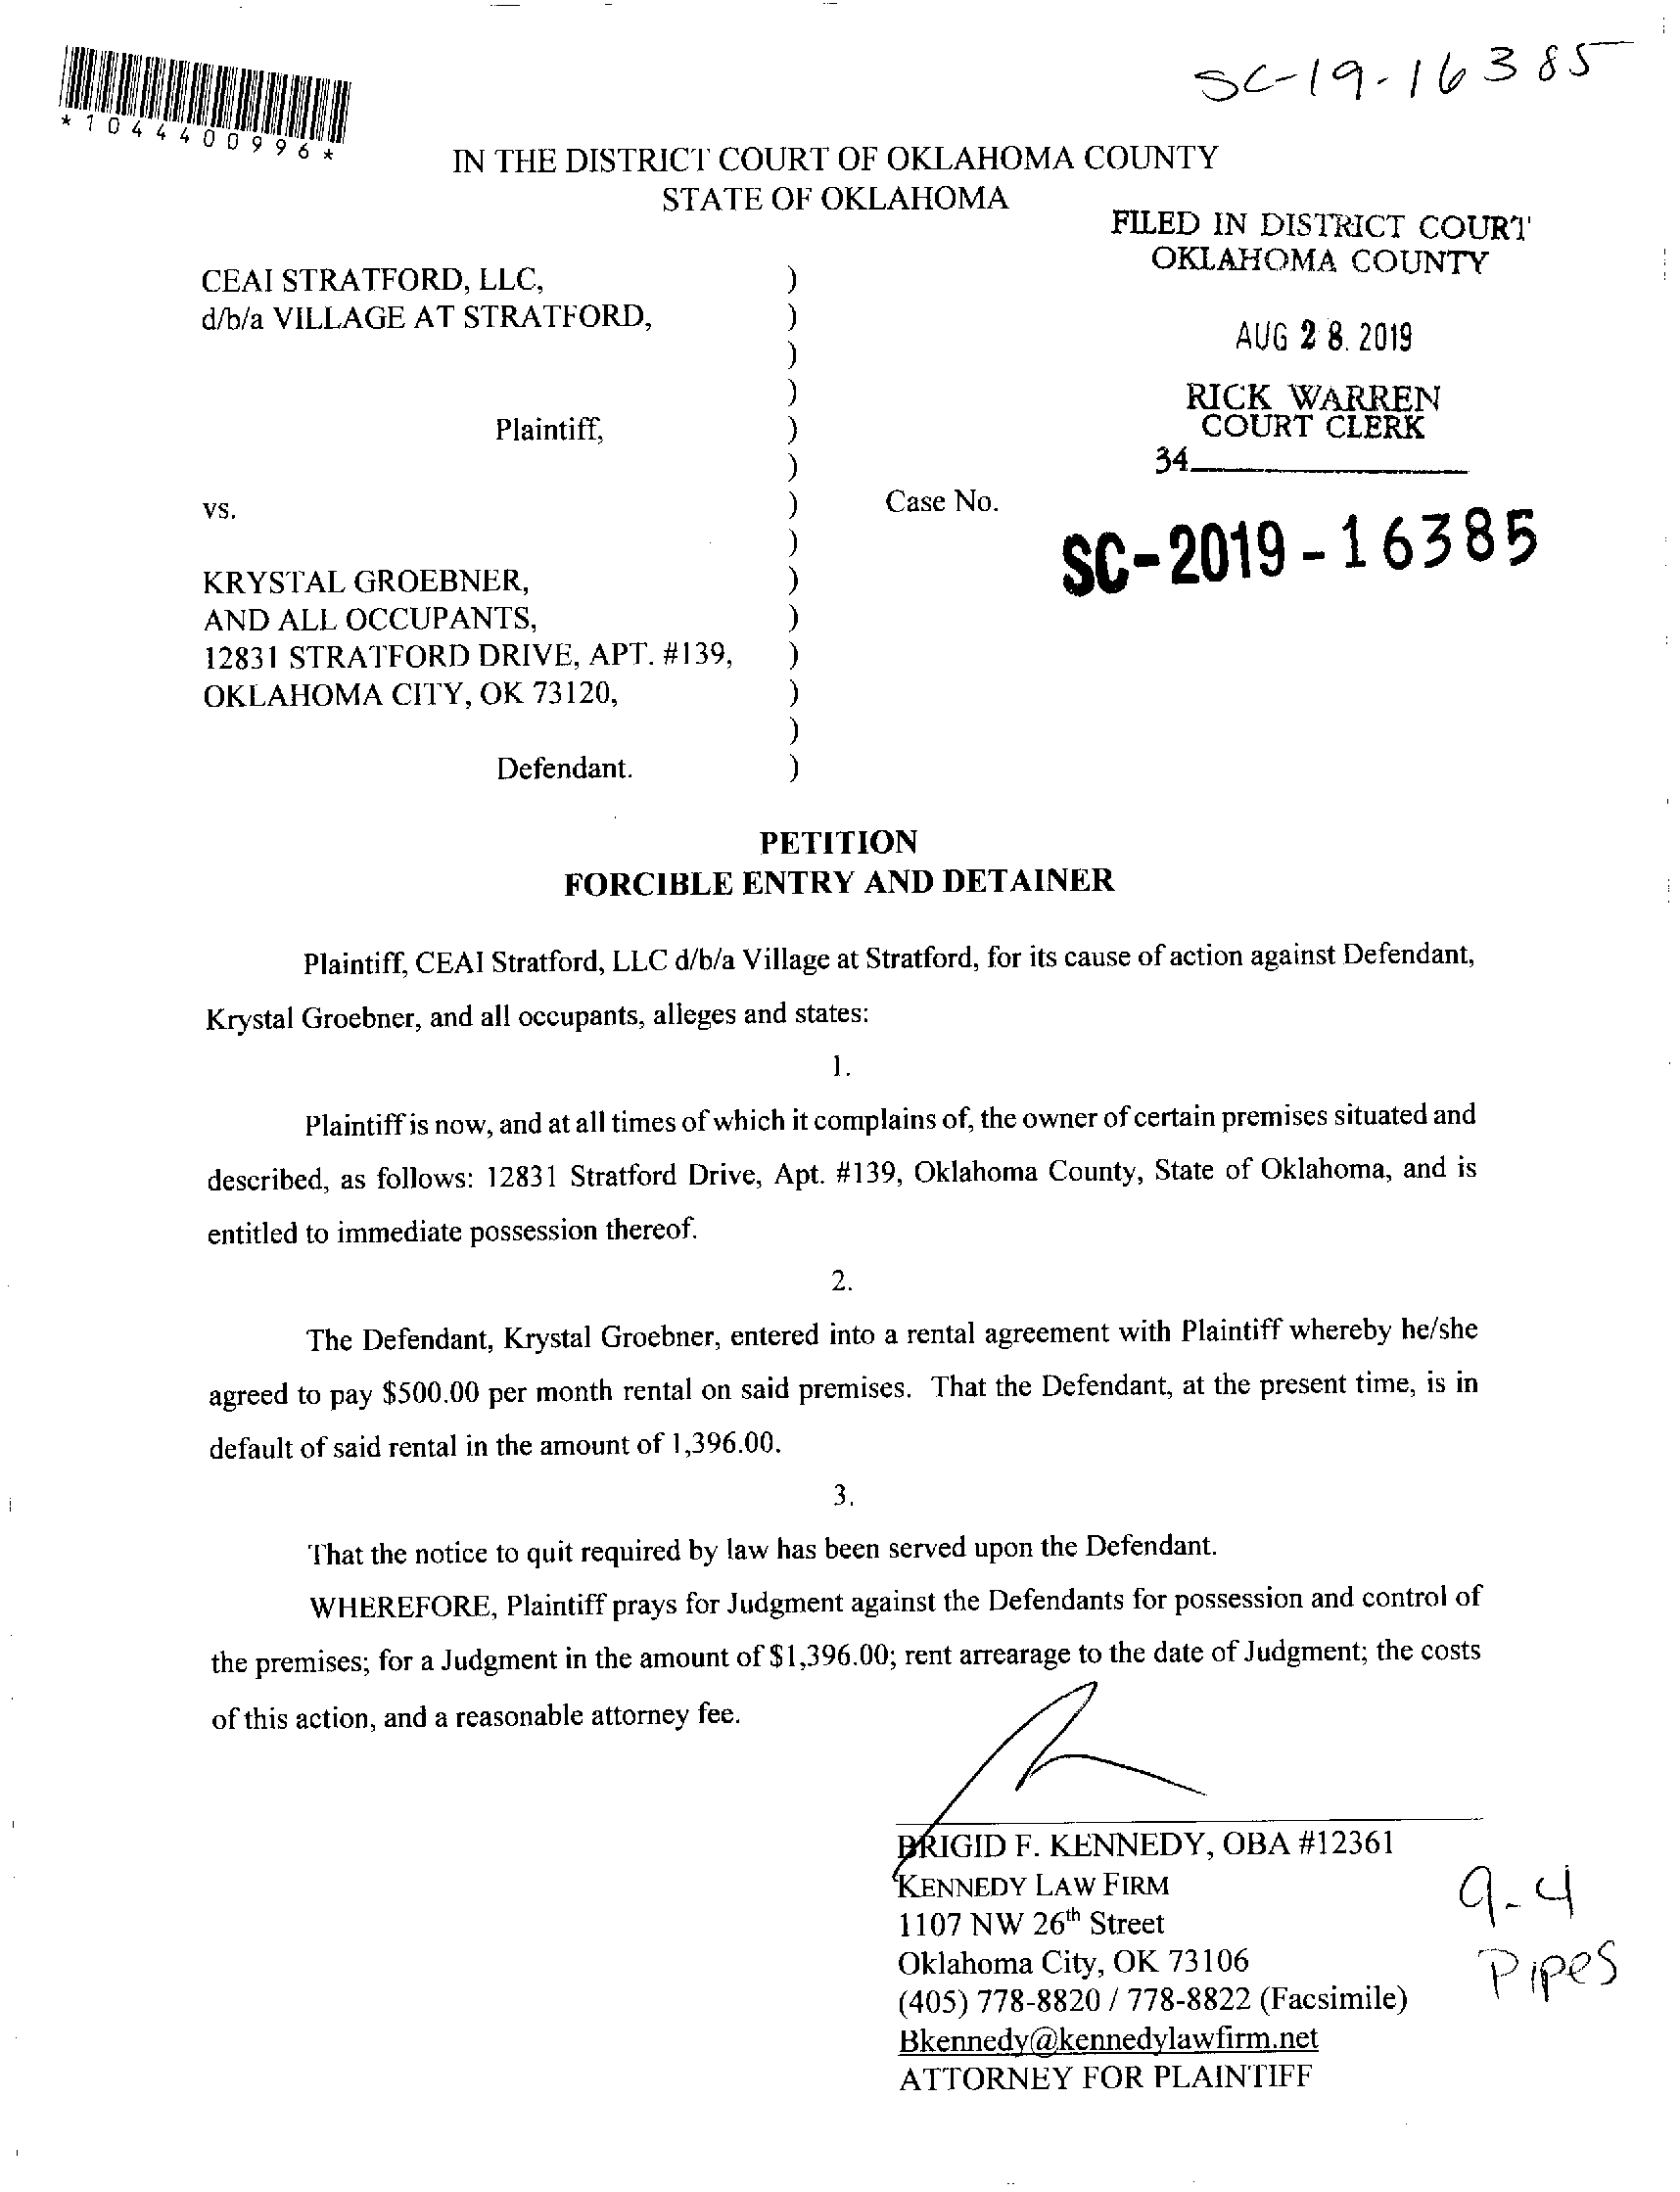 SC-19-16385
*1044400996*
IN THE DISTRICT COURT OF OKLAHOMA COUNTY
STATE OF OKLAHOMA
FILED IN DISTRICT COURT
OKLAHOMA COUNTY
AUG 28. 2019
RICK WARREN
COURT CLERK
34
CEAI STRATFORD, LLC, )
d/b/a VILLAGE AT STRATFORD, )
)
)
Plaintiff, )
)
vs. ) Case No.
SC-2019-16385
)
KRYSTAL GROEBNER, )
AND ALL OCCUPANTS, )
12831 STRATFORD DRIVE, APT. #139, )
OKLAHOMA CITY, OK 73120, )
)
Defendant. )
PETITION
FORCIBLE ENTRY AND DETAINER
Plaintiff, CEAI Stratford, LLC d/b/a Village at Stratford, for its cause of action against Defendant,
Krystal Groebner, and all occupants, alleges and states:
1.
Plaintiff is now, and at all times of which it complains of, the owner of certain premises situated and
described, as follows: 12831 Stratford Drive, Apt. #139, Oklahoma County, State of Oklahoma, and is
entitled to immediate possession thereof.
2.
The Defendant, Krystal Groebner, entered into a rental agreement with Plaintiff whereby he/she
agreed to pay $500.00 per month rental on said premises. That the Defendant, at the present time, is in
default of said rental in the amount of 1,396.00.
3.
That the notice to quit required by law has been served upon the Defendant.
WHEREFORE, Plaintiff prays for Judgment against the Defendants for possession and control of
the premises; for a Judgment in the amount of $1,396.00; rent arrearage to the date of Judgment; the costs
of this action, and a reasonable attorney fee.
BRIGID F. KENNEDY, OBA #12361
KENNEDY LAW FIRM
1107 NW 26th Street
Oklahoma City, OK 73106
(405) 778-8820 / 778-8822 (Facsimile)
Bkennedy@kennedylawfirm.net
ATTORNEY FOR PLAINTIFF
9-4
Pipes